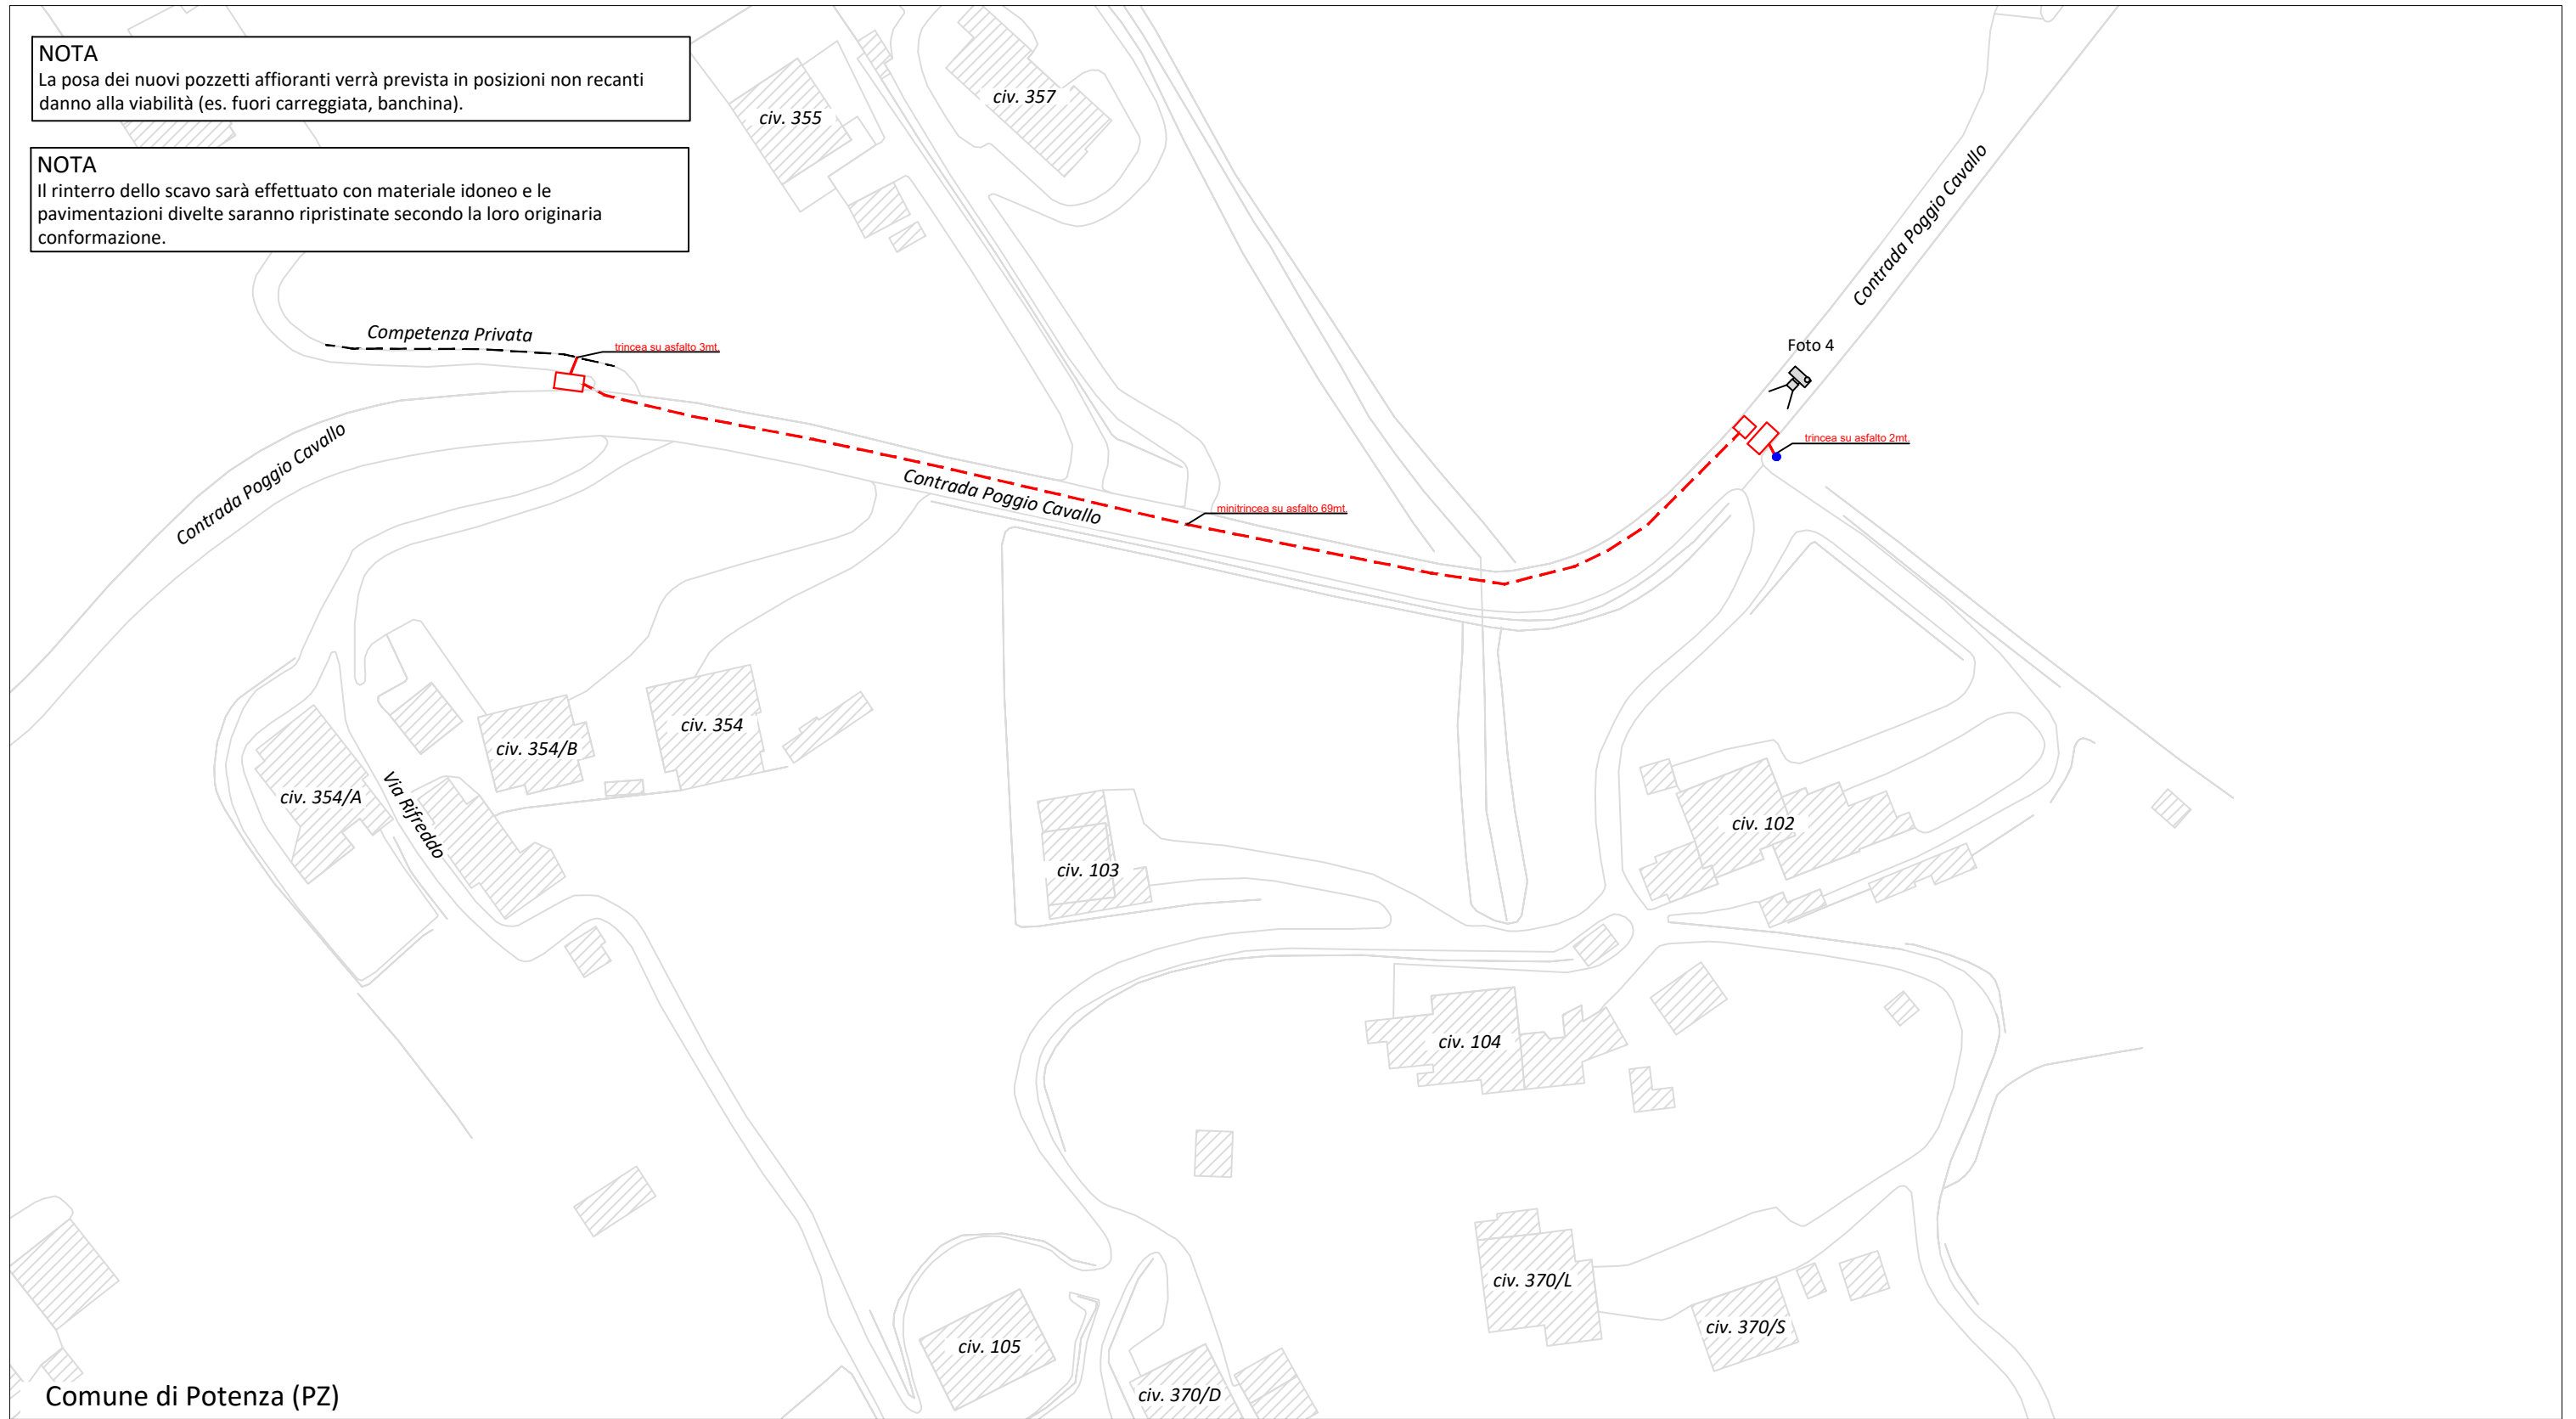 NOTA
La posa dei nuovi pozzetti affioranti verrà prevista in posizioni non recanti
danno alla viabilità (es. fuori carreggiata, banchina).
NOTA
Il rinterro dello scavo sarà effettuato con materiale idoneo e le
pavimentazioni divelte saranno ripristinate secondo la loro originaria
conformazione.
civ. 355
civ. 357
Contrada Poggio Cavallo
Competenza Privata
trincea su asfalto 3mt.
Foto 4
trincea su asfalto 2mt.
Contrada Poggio Cavallo
Contrada Poggio Cavallo
minitrincea su asfalto 69mt.
civ. 354/B
civ. 354
civ. 354/A
Via Rifreddo
civ. 103
civ. 102
civ. 104
civ. 370/L
civ. 370/S
civ. 105
civ. 370/D
Comune di Potenza (PZ)